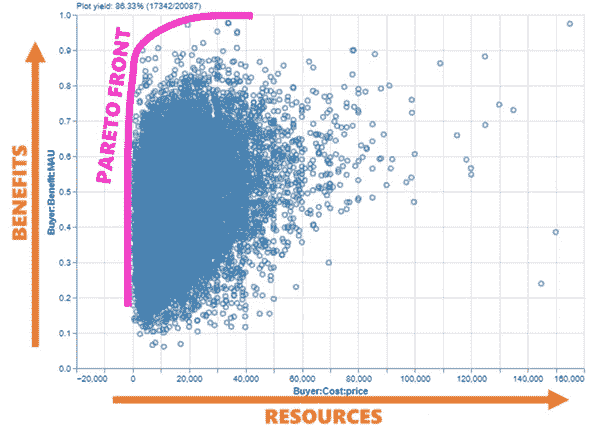 Plot yield: 86.33% (17342/20087)
1.0
0.9
0.8
0.7
0.6
0.5
0.4
0.3
0.2
0.1
0.0
BENEFITS
Buyer:Benefit:MAU
PARETO FRONT
-20,000 0 20,000 40,000 60,000 80,000 100,000 120,000 140,000 160,000
Buyer:Cost:price
RESOURCES